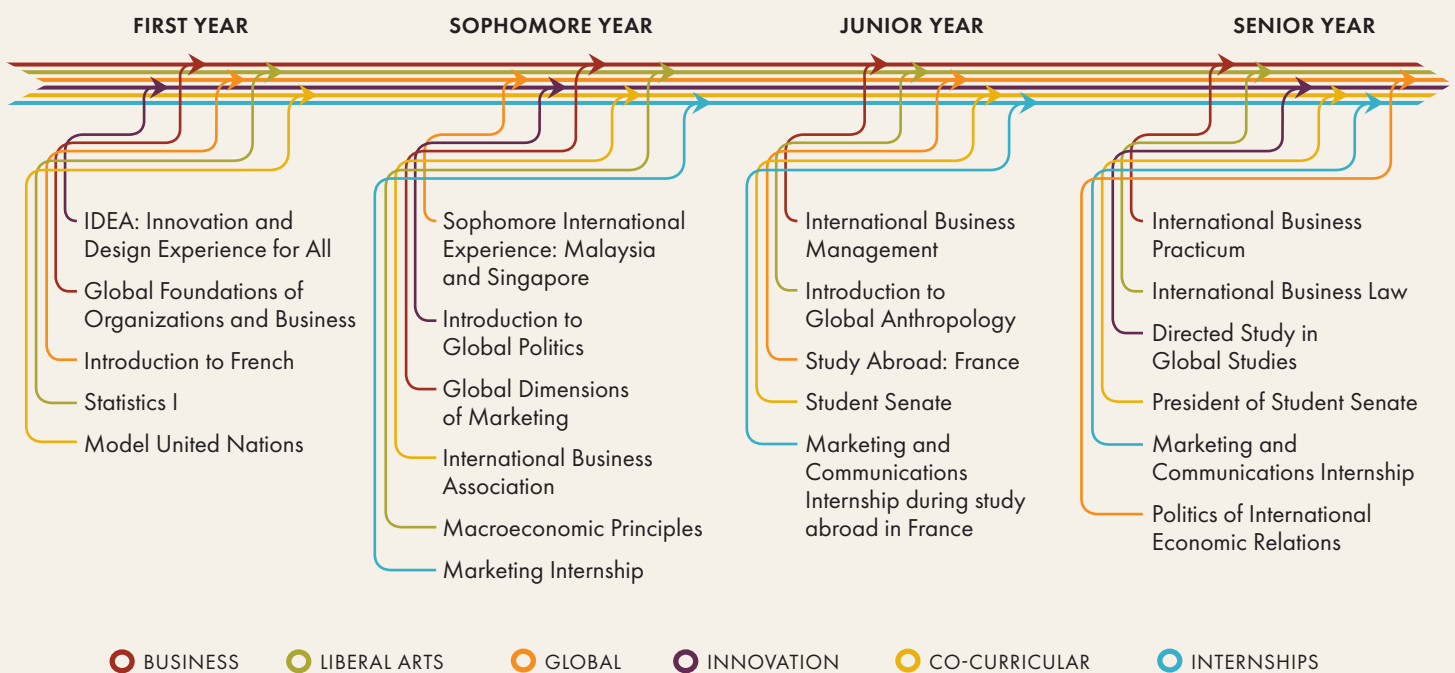 FIRST YEAR
IDEA: Innovation and
Design Experience for All
Global Foundations of
Organizations and Business
Introduction to French
Statistics I
Model United Nations
SOPHOMORE YEAR
Sophomore International
Experience: Malaysia
and Singapore
Introduction to
Global Politics
Global Dimensions
of Marketing
International Business
Association
Macroeconomic Principles
Marketing Internship
JUNIOR YEAR
International Business
Management
Introduction to
Global Anthropology
Study Abroad: France
Student Senate
Marketing and
Communications
Internship during study
abroad in France
SENIOR YEAR
International Business
Practicum
International Business Law
Directed Study in
Global Studies
President of Student Senate
Marketing and
Communications Internship
Politics of International
Economic Relations
BUSINESS
LIBERAL ARTS
GLOBAL
INNOVATION
CO-CURRICULAR
INTERNSHIPS